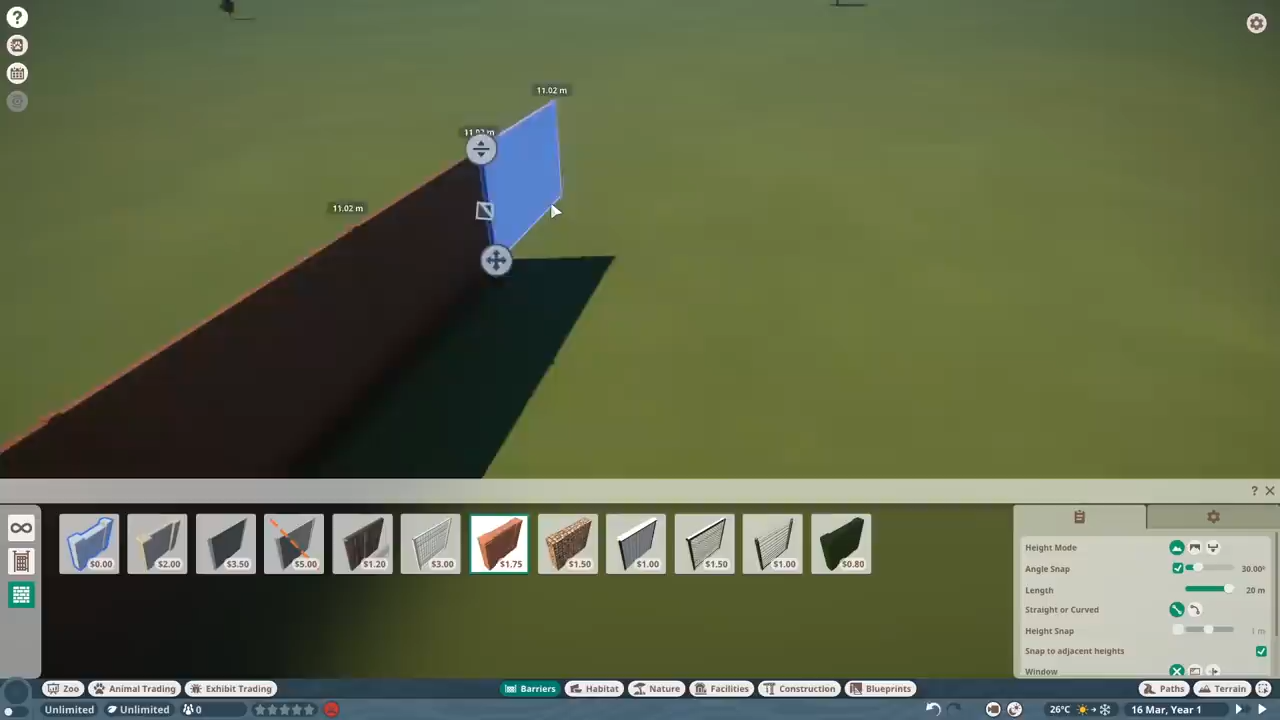 11.02 m
11.02 m
11.02 m
$0.00
$2.00
$3.50
$5.00
$1.20
$3.00
$1.75
$1.50
$1.00
$1.50
$1.00
$0.80
Height Mode
Angle Snap 30.00°
Length 20 m
Straight or Curved
Height Snap 1 m
Snap to adjacent heights
Window
Zoo Animal Trading Exhibit Trading Barriers Habitat Nature Facilities Construction Blueprints Paths Terrain
Unlimited Unlimited 0 26°C 16 Mar, Year 1